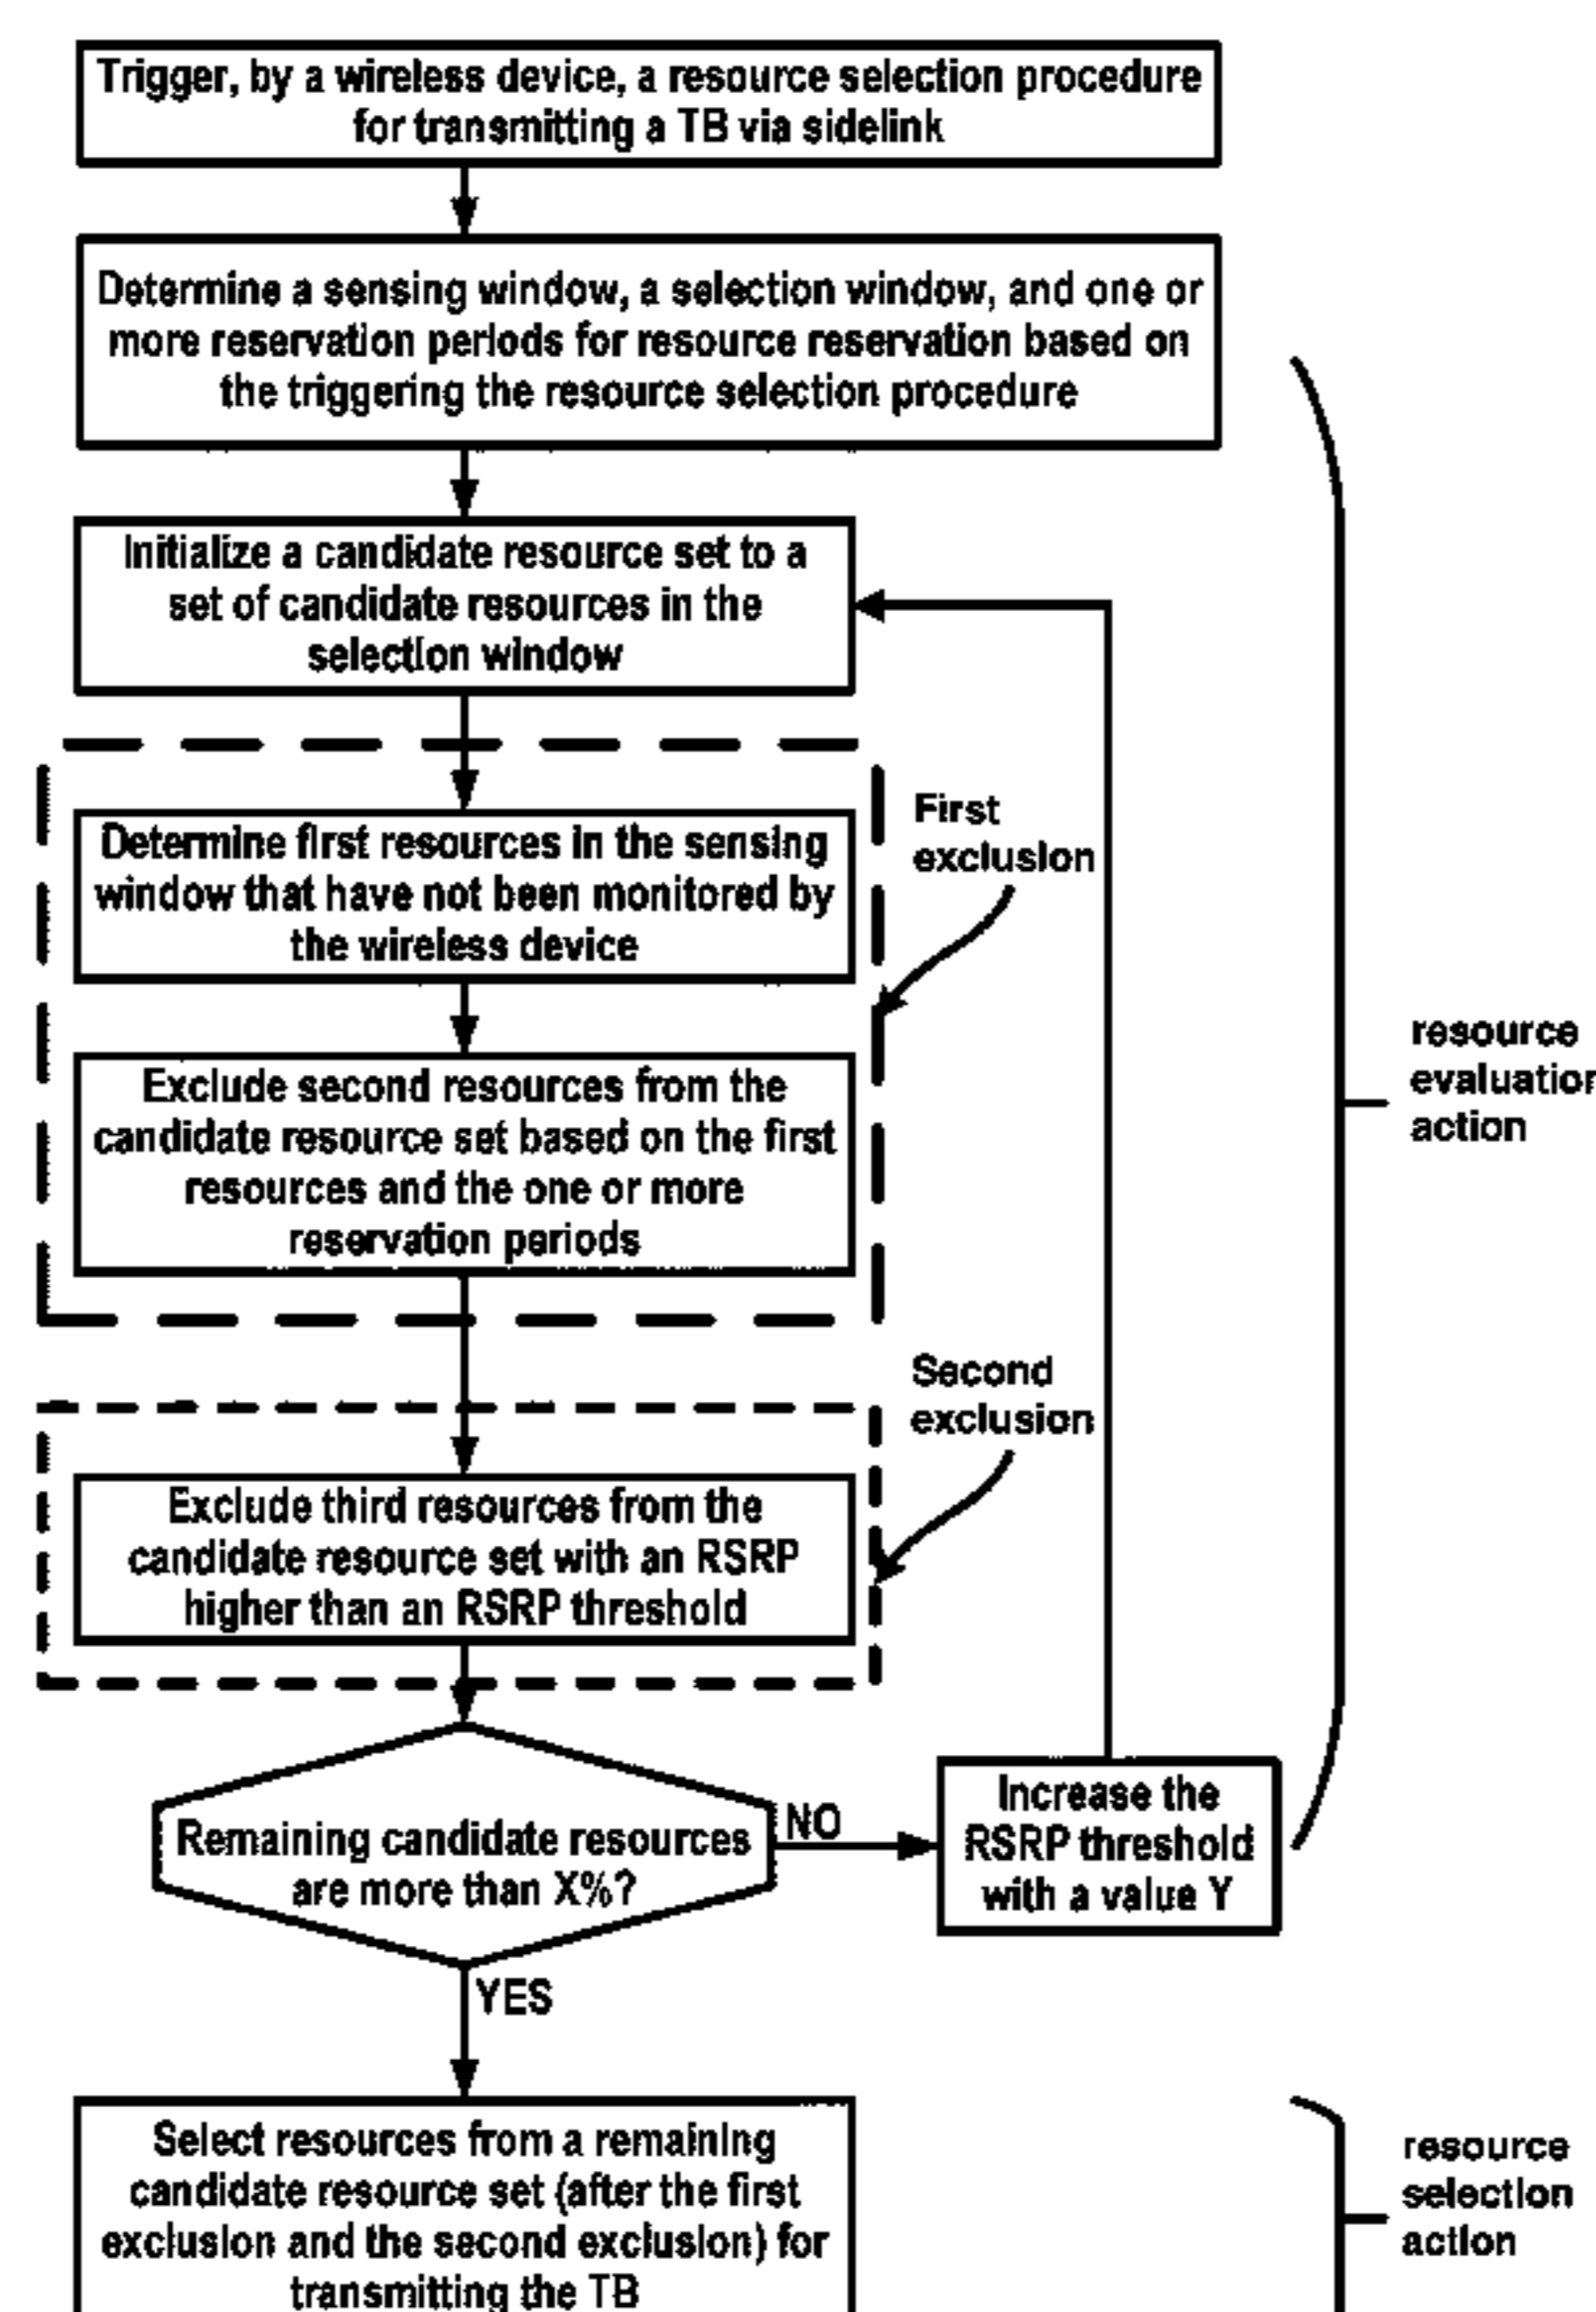 Trigger, by a wireless device, a resource selection procedure
for transmitting a TB via sidelink
Determine a sensing window, a selection window, and one or
more reservation periods for resource reservation based on
the triggering the resource selection procedure
Initialize a candidate resource set to a
set of candidate resources in the
selection window
First
exclusion
Determine first resources in the sensing
window that have not been monitored by
the wireless device
Exclude second resources from the
candidate resource set based on the first
resources and the one or more
reservation periods
resource
evaluation
action
Second
exclusion
Exclude third resources from the
candidate resource set with an RSRP
higher than an RSRP threshold
Remaining candidate resources
are more than X%?
NO
Increase the
RSRP threshold
with a value Y
YES
Select resources from a remaining
candidate resource set (after the first
exclusion and the second exclusion) for
transmitting the TB
resource
selection
action